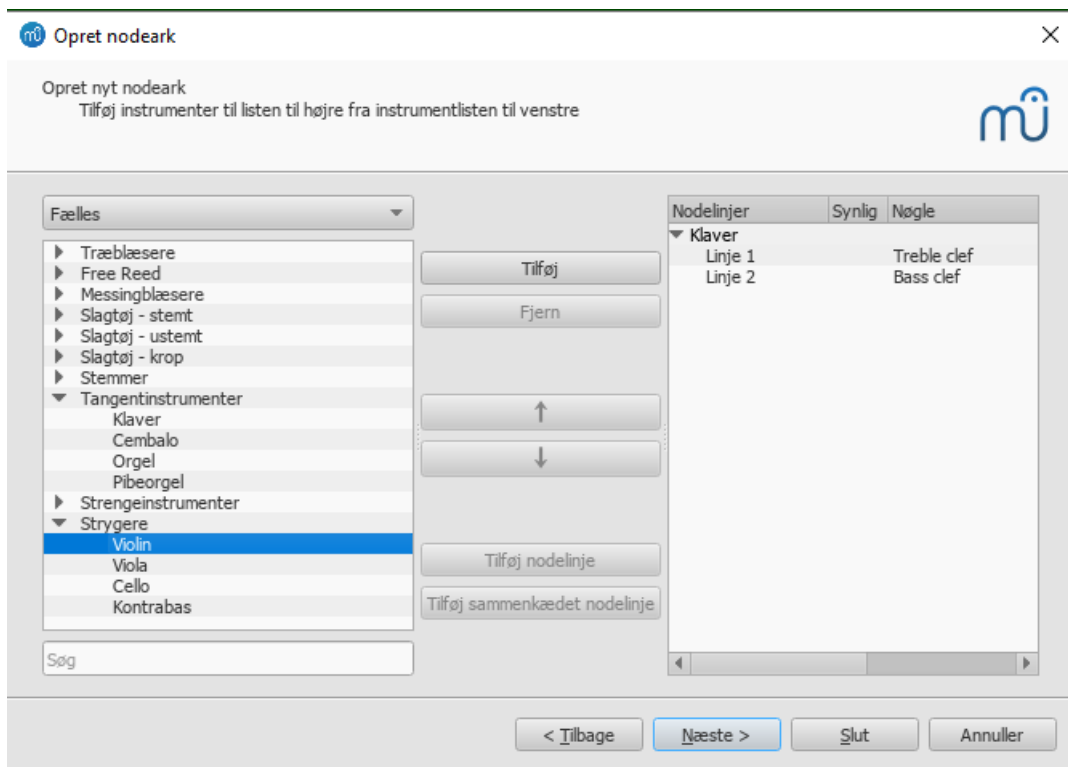 Opret nodeark
Opret nyt nodeark
Tilføj instrumenter til listen til højre fra instrumentlisten til venstre
mu
Fælles
Træblæsere
Free Reed
Messingblæsere
Slagtøj - stemt
Slagtøj - ustemt
Slagtøj - krop
Stemmer
Tangentinstrumenter
Klaver
Cembalo
Orgel
Pibeorgel
Strengeinstrumenter
Strygere
Violin
Viola
Cello
Kontrabas
Søg
Tilføj
Fjern
Tilføj nodelinje
Tilføj sammenkædet nodelinje
Nodelinjer Synlig Nøgle
Klaver
Linje 1 Treble clef
Linje 2 Bass clef
< Tilbage Næste > Slut Annuller